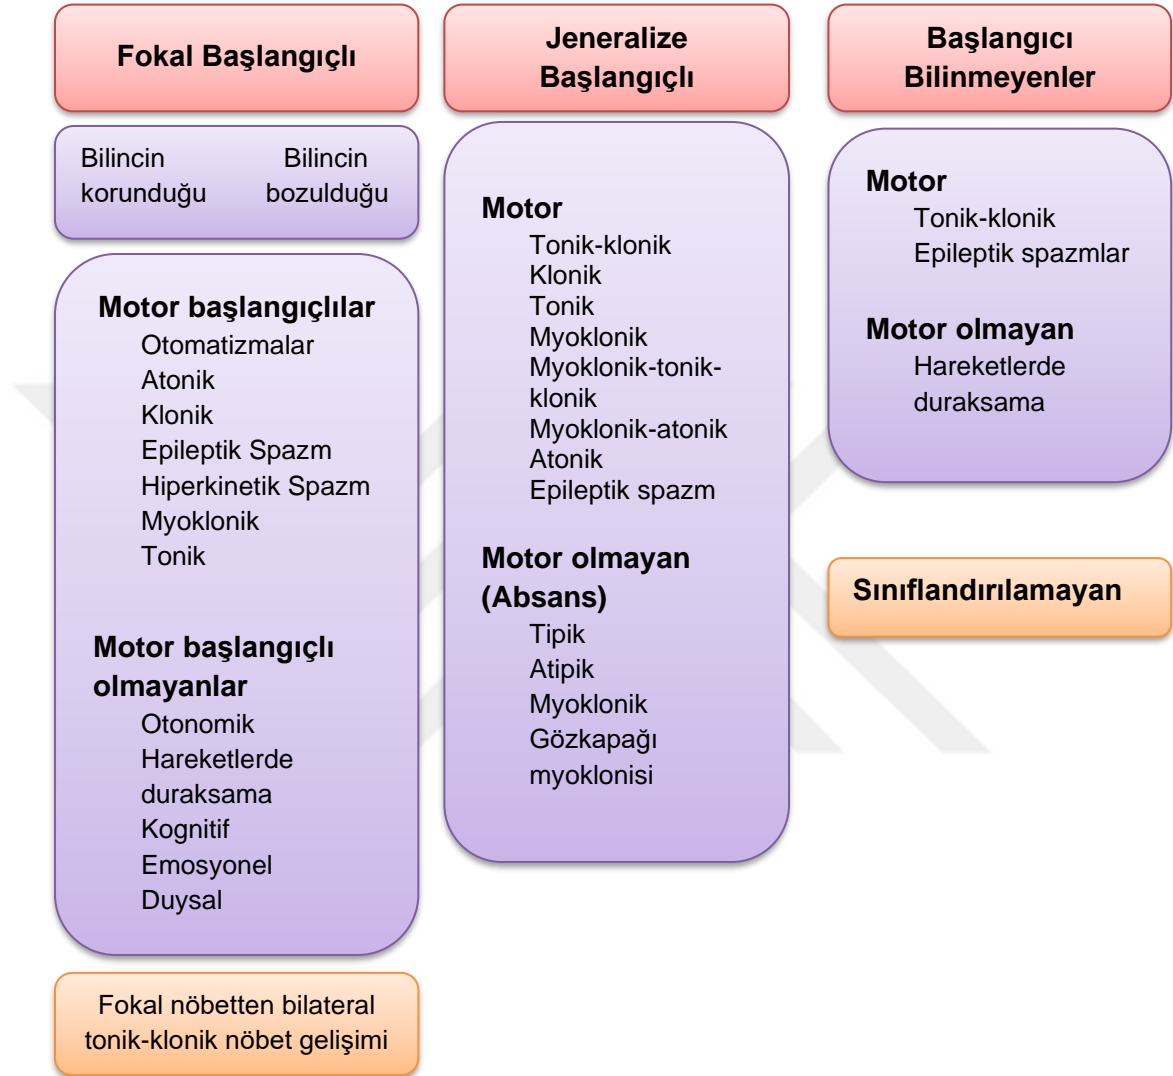 Fokal Başlangıçlı
Bilincin korunduğu
Bilincin bozulduğu
Motor başlangıçlılar
Otomatizmalar
Atonik
Klonik
Epileptik Spazm
Hiperkinetik Spazm
Myoklonik
Tonik
Motor başlangıçlı
olmayanlar
Otonomik
Hareketlerde
duraksama
Kognitif
Emosyonel
Duysal
Fokal nöbetten bilateral
tonik-klonik nöbet gelişimi
Jeneralize
Başlangıçlı
Motor
Tonik-klonik
Klonik
Tonik
Myoklonik
Myoklonik-tonik-
klonik
Myoklonik-atonik
Atonik
Epileptik spazm
Motor olmayan
(Absans)
Tipik
Atipik
Myoklonik
Gözkapağı
myoklonisi
Başlangıcı
Bilinmeyenler
Motor
Tonik-klonik
Epileptik spazmlar
Motor olmayan
Hareketlerde
duraksama
Sınıflandırılamayan